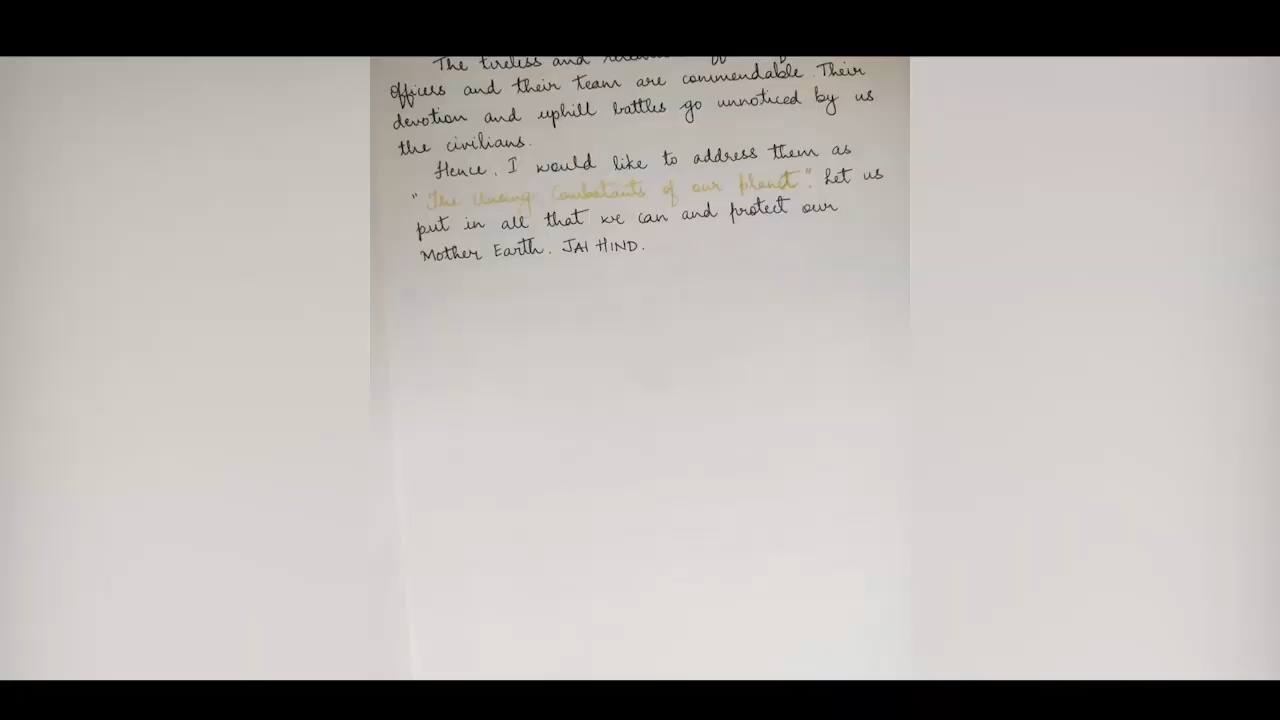 The tireless and
officers and their team are commendable. Their
devotion and uphill battles go unnoticed by us
the civilians.
Hence, I would like to address them as
"The Unsung Combatants of our planet". Let us
put in all that we can and protect our
Mother Earth. JAI HIND.